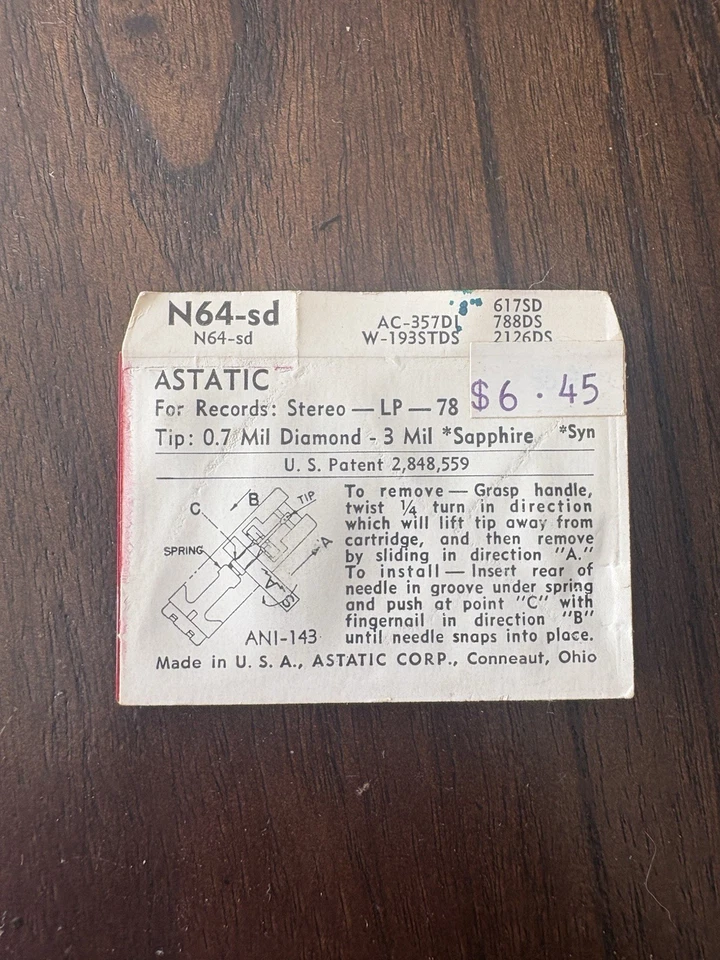 N64-sd
N64-sd
AC-357DL
W-193STDS
617SD
788DS
2126DS
ASTATIC
For Records: Stereo — LP — 78
$6.45
Tip: 0.7 Mil Diamond - 3 Mil *Sapphire *Syn
U. S. Patent 2,848,559
C
B
TIP
SPRING
A
A
S
ANI-143
To remove — Grasp handle,
twist ¼ turn in direction
which will lift tip away from
cartridge, and then remove
by sliding in direction "A."
To install — Insert rear of
needle in groove under spring
and push at point "C" with
fingernail in direction "B"
until needle snaps into place.
Made in U. S. A., ASTATIC CORP., Conneaut, Ohio